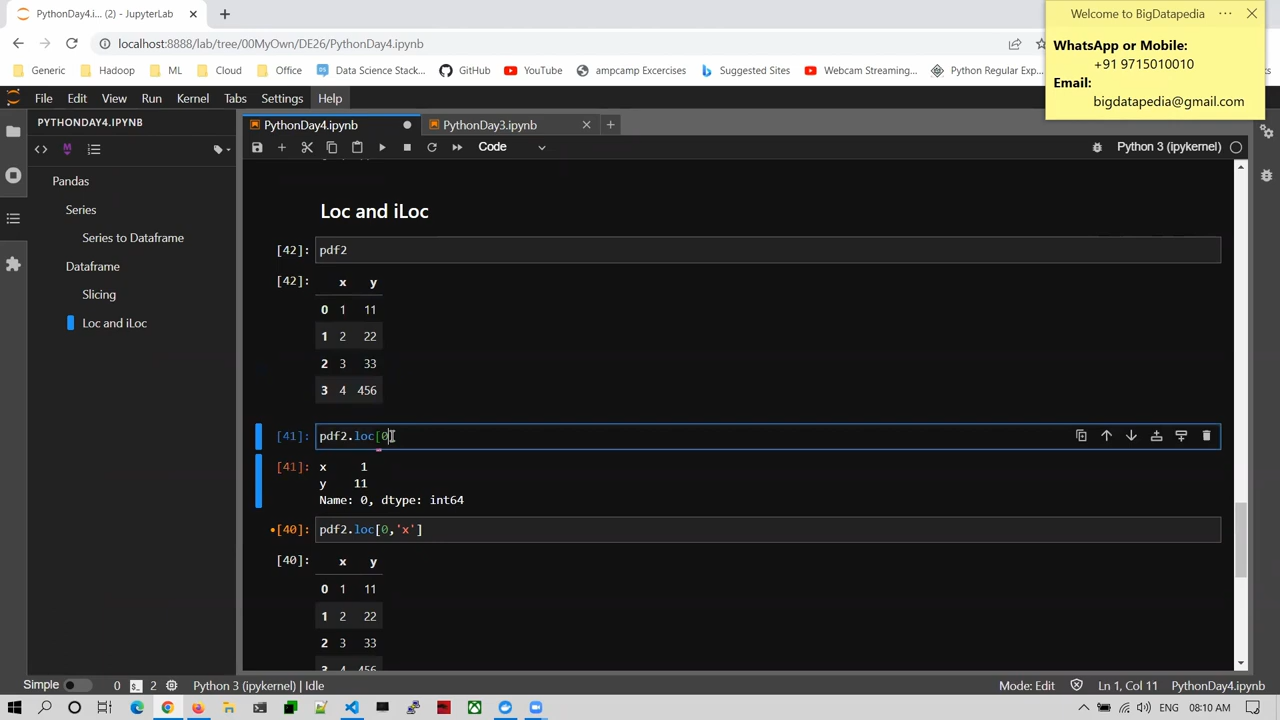 PythonDay4.i... (2) - JupyterLab
localhost:8888/lab/tree/00MyOwn/DE26/PythonDay4.ipynb
Generic Hadoop ML Cloud Office Data Science Stack... GitHub YouTube ampcamp Excercises Suggested Sites Webcam Streaming... Python Regular Exp...
Welcome to BigDatapedia
WhatsApp or Mobile:
+91 9715010010
Email:
bigdatapedia@gmail.com
File Edit View Run Kernel Tabs Settings Help
PYTHONDAY4.IPYNB
Pandas
Series
Series to Dataframe
Dataframe
Slicing
Loc and iLoc
PythonDay4.ipynb PythonDay3.ipynb
Code Python 3 (ipykernel)
Loc and iLoc
[42]: pdf2
[42]: x y
0 1 11
1 2 22
2 3 33
3 4 456
[41]: pdf2.loc[0
[41]: x 1
y 11
Name: 0, dtype: int64
[40]: pdf2.loc[0,'x']
[40]: x y
0 1 11
1 2 22
2 3 33
3 4 456
Simple 0 2 Python 3 (ipykernel) | Idle Mode: Edit Ln 1, Col 11 PythonDay4.ipynb
ENG 08:10 AM